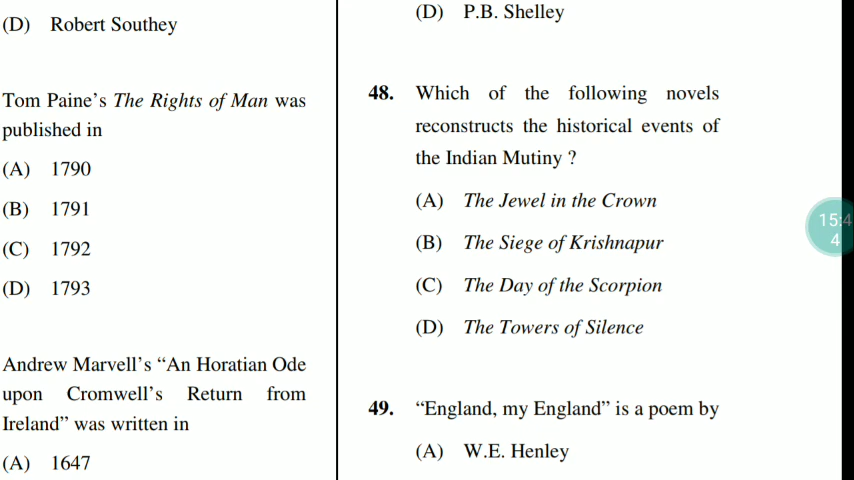 (D) Robert Southey
Tom Paine's The Rights of Man was
published in
(A) 1790
(B) 1791
(C) 1792
(D) 1793
Andrew Marvell's “An Horatian Ode
upon Cromwell's Return from
Ireland” was written in
(A) 1647
(D) P.B. Shelley
48. Which of the following novels
reconstructs the historical events of
the Indian Mutiny ?
(A) The Jewel in the Crown
(B) The Siege of Krishnapur
(C) The Day of the Scorpion
(D) The Towers of Silence
49. “England, my England” is a poem by
(A) W.E. Henley
15:4
4